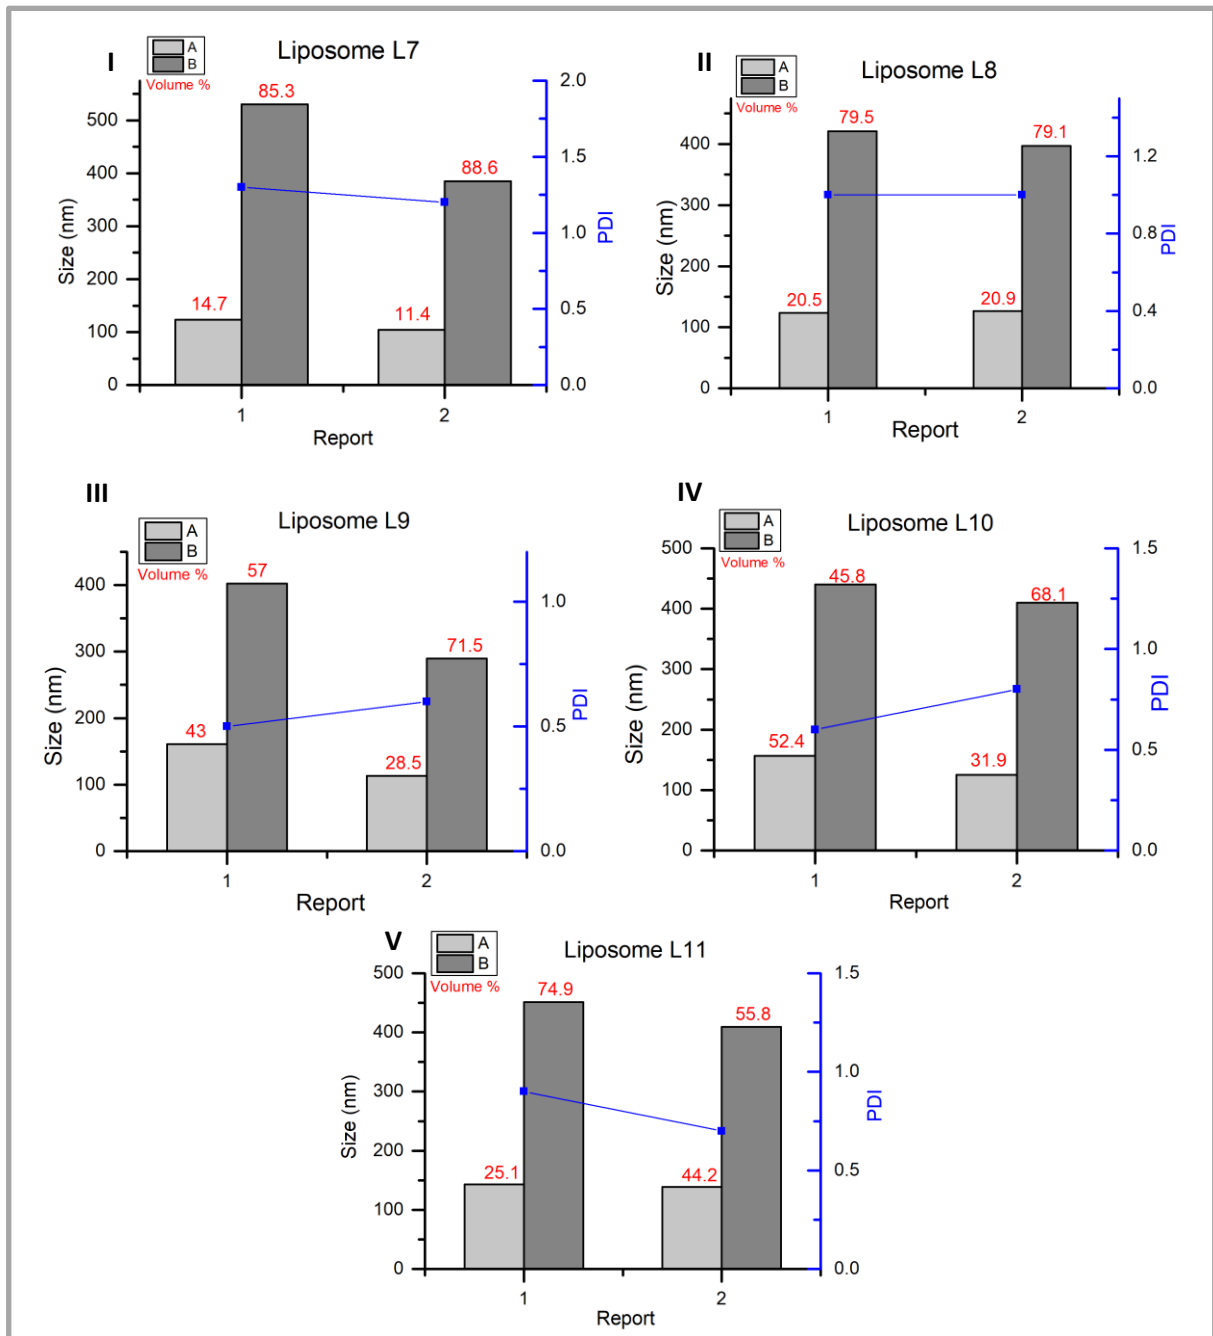 I
A
B
Volume %
Liposome L7
85.3
88.6
14.7
11.4
500
400
300
200
100
0
Size (nm)
2.0
1.5
1.0
0.5
0.0
PDI
1
2
Report
II
A
B
Volume %
Liposome L8
79.5
79.1
20.5
20.9
400
300
200
100
0
Size (nm)
1.2
0.8
0.4
0.0
PDI
1
2
Report
III
A
B
Volume %
Liposome L9
57
71.5
43
28.5
400
300
200
100
0
Size (nm)
1.0
0.5
0.0
PDI
1
2
Report
IV
A
B
Volume %
Liposome L10
45.8
68.1
52.4
31.9
500
400
300
200
100
0
Size (nm)
1.5
1.0
0.5
0.0
PDI
1
2
Report
V
A
B
Volume %
Liposome L11
74.9
55.8
25.1
44.2
500
400
300
200
100
0
Size (nm)
1.5
1.0
0.5
0.0
PDI
1
2
Report